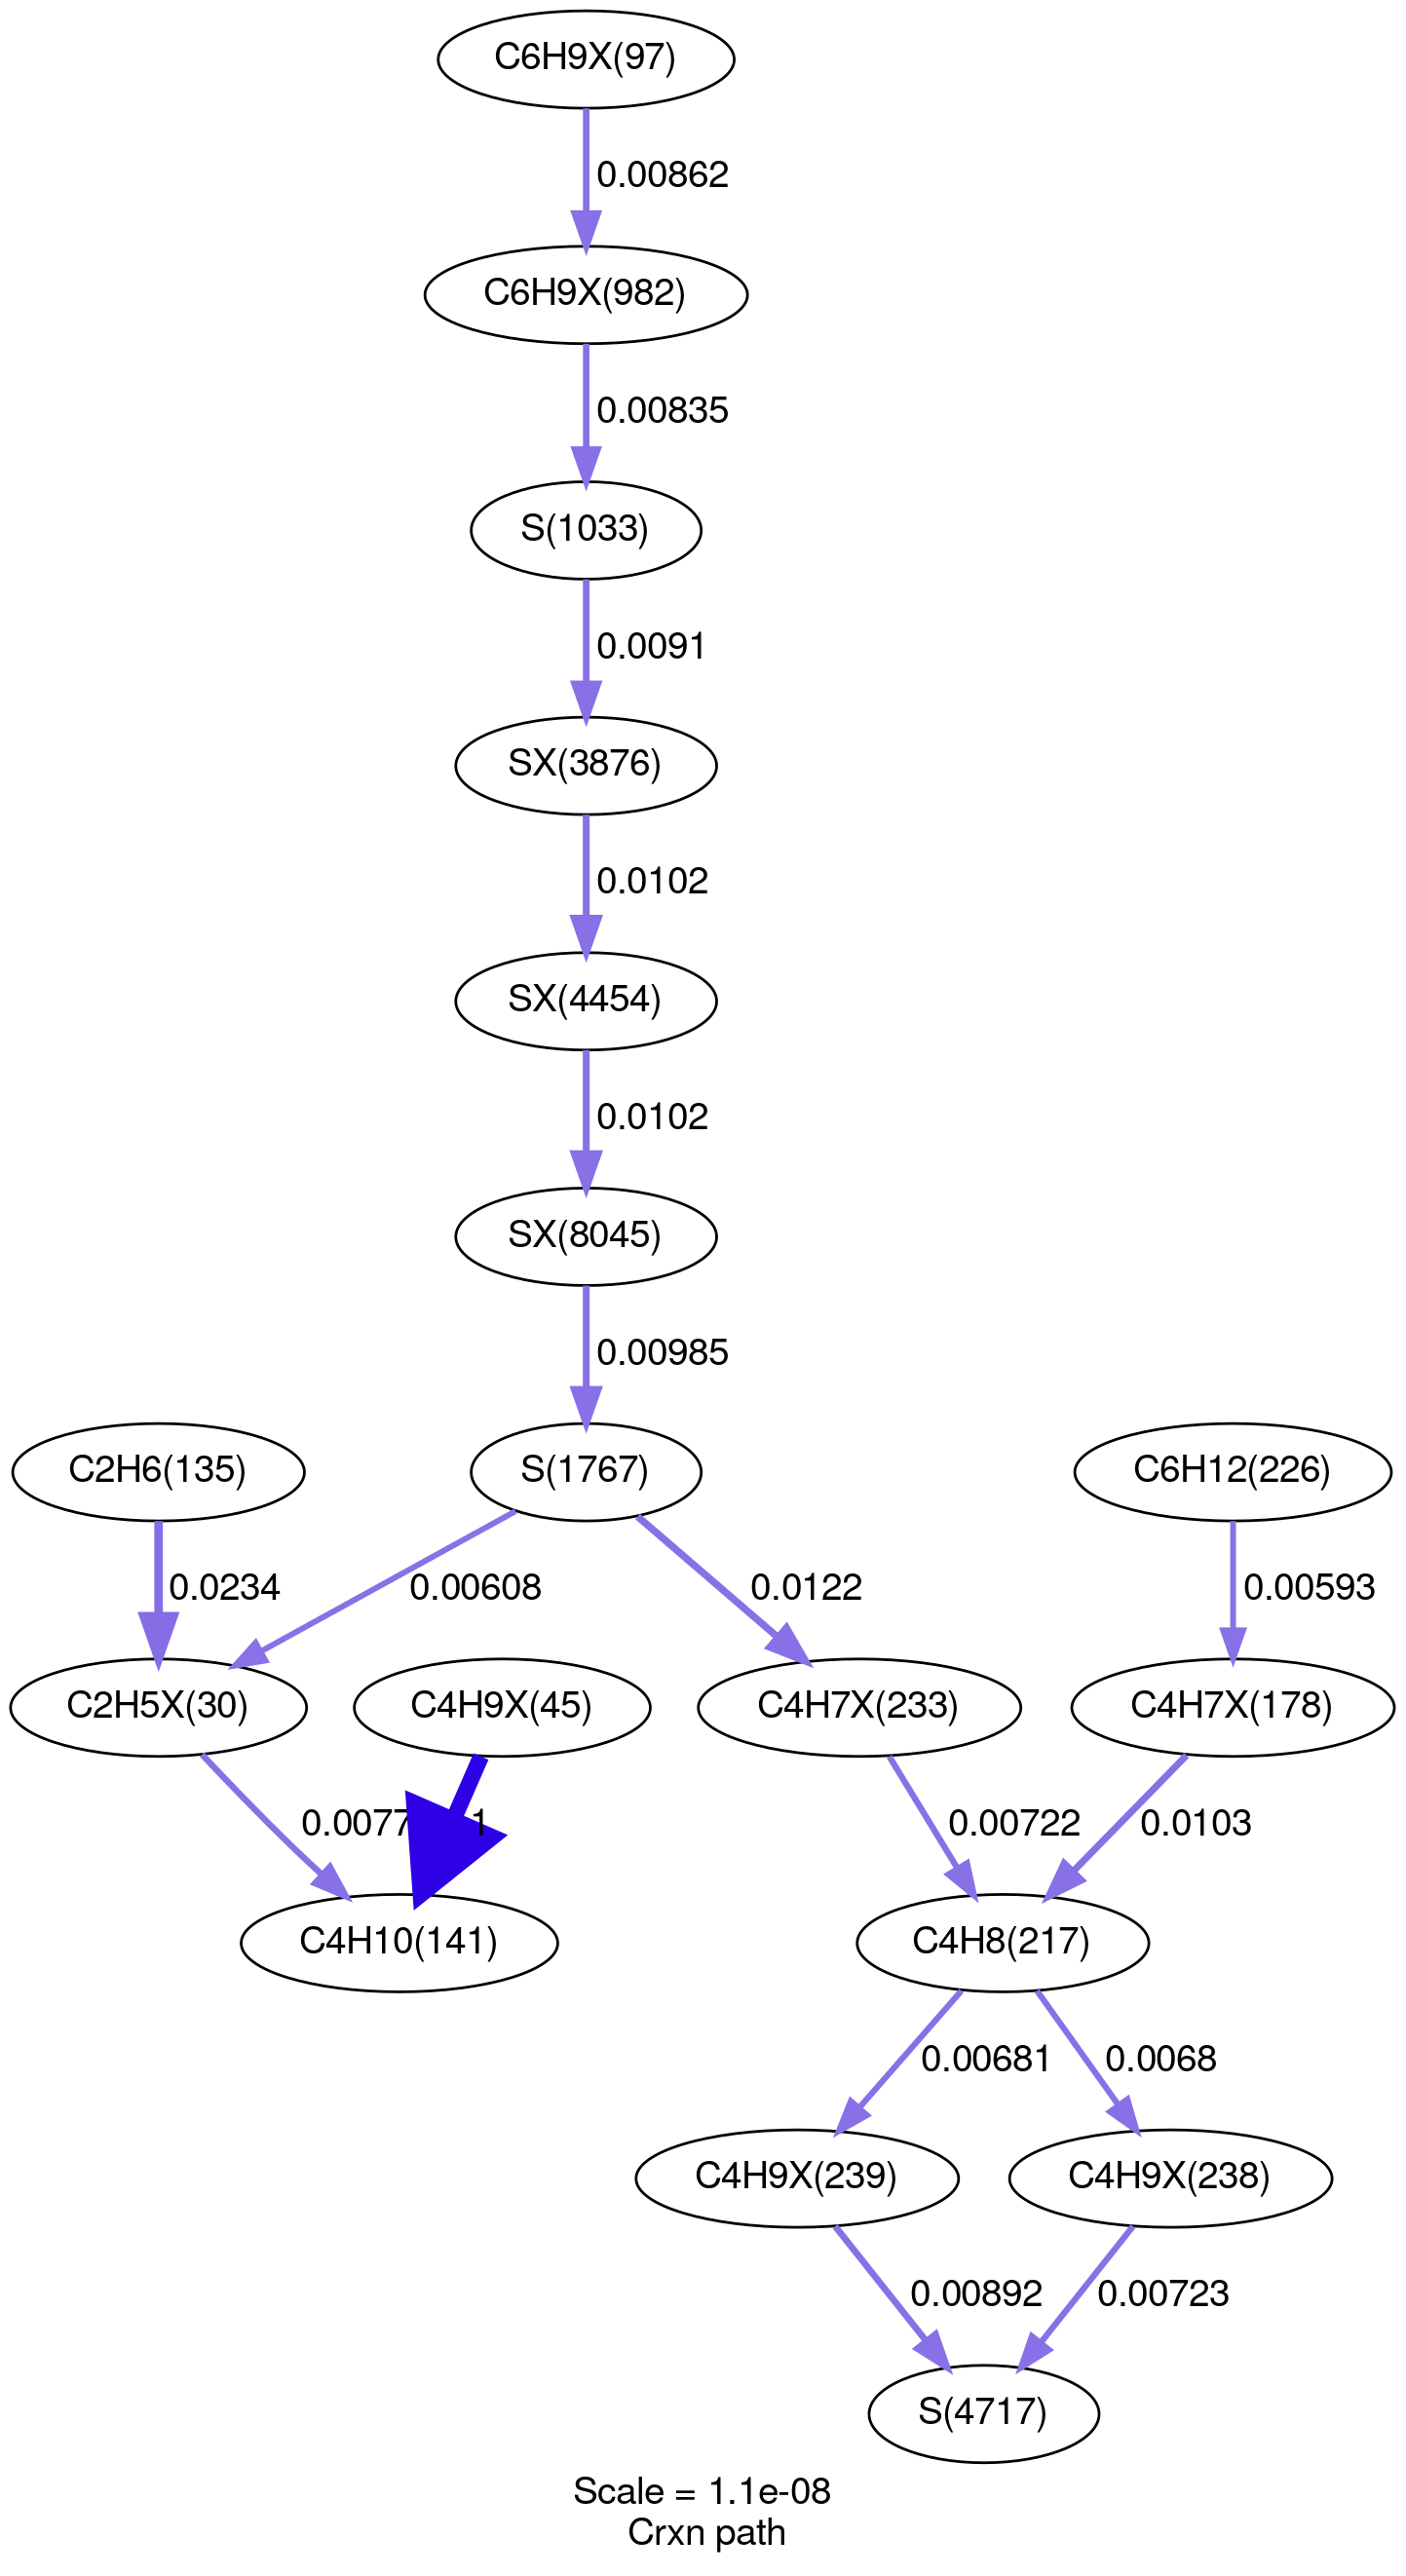 C6H9X(97)
0.00862
C6H9X(982)
0.00835
S(1033)
0.0091
SX(3876)
0.0102
SX(4454)
0.0102
SX(8045)
0.00985
C2H6(135)
S(1767)
C6H12(226)
0.0234
0.00608
0.0122
0.00593
C2H5X(30)
C4H9X(45)
C4H7X(233)
C4H7X(178)
0.0077
1
0.00722
0.0103
C4H10(141)
C4H8(217)
0.00681
0.0068
C4H9X(239)
C4H9X(238)
0.00892
0.00723
S(4717)
Scale = 1.1e-08
Crxn path